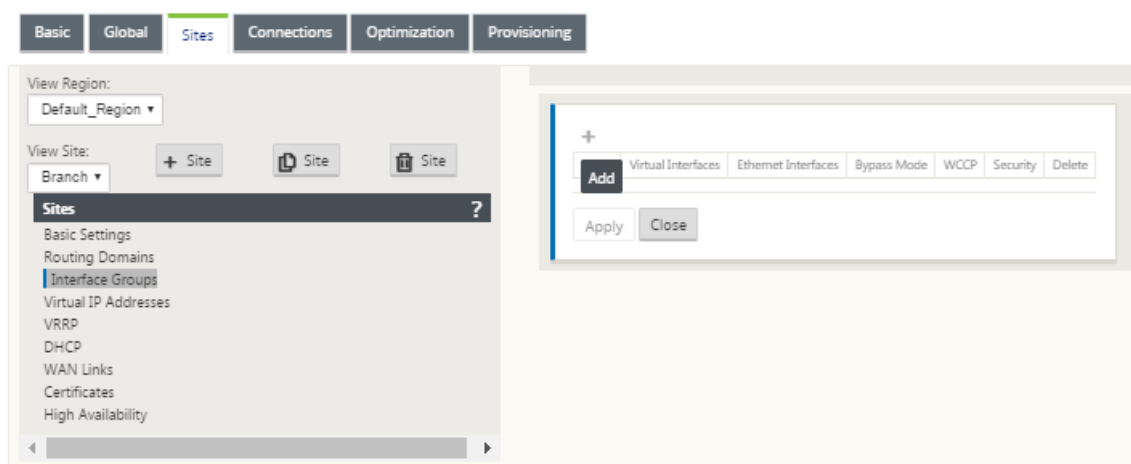 Basic Global Sites Connections Optimization Provisioning
View Region:
Default_Region ▾
View Site:
Branch ▾
+ Site Site Site
Sites ?
Basic Settings
Routing Domains
Interface Groups
Virtual IP Addresses
VRRP
DHCP
WAN Links
Certificates
High Availability
+
Virtual Interfaces Ethernet Interfaces Bypass Mode WCCP Security Delete
Add
Apply Close